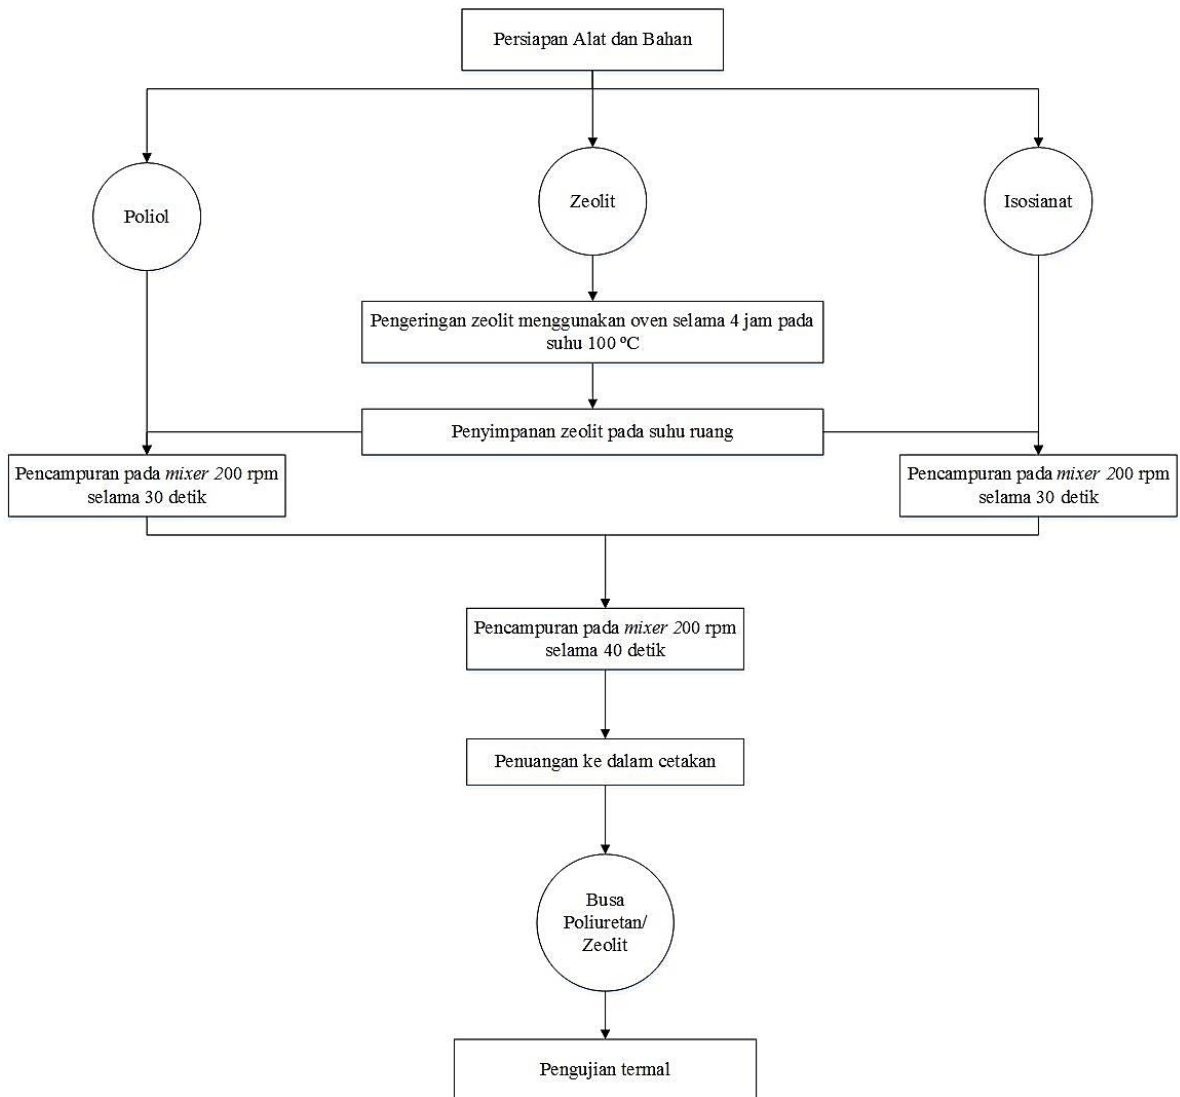 Persiapan Alat dan Bahan
Poliol
Zeolit
Isosianat
Pengeringan zeolit menggunakan oven selama 4 jam pada
suhu 100 ºC
Penyimpanan zeolit pada suhu ruang
Pencampuran pada mixer 200 rpm
selama 30 detik
Pencampuran pada mixer 200 rpm
selama 30 detik
Pencampuran pada mixer 200 rpm
selama 40 detik
Penuangan ke dalam cetakan
Busa
Poliuretan/
Zeolit
Pengujian termal